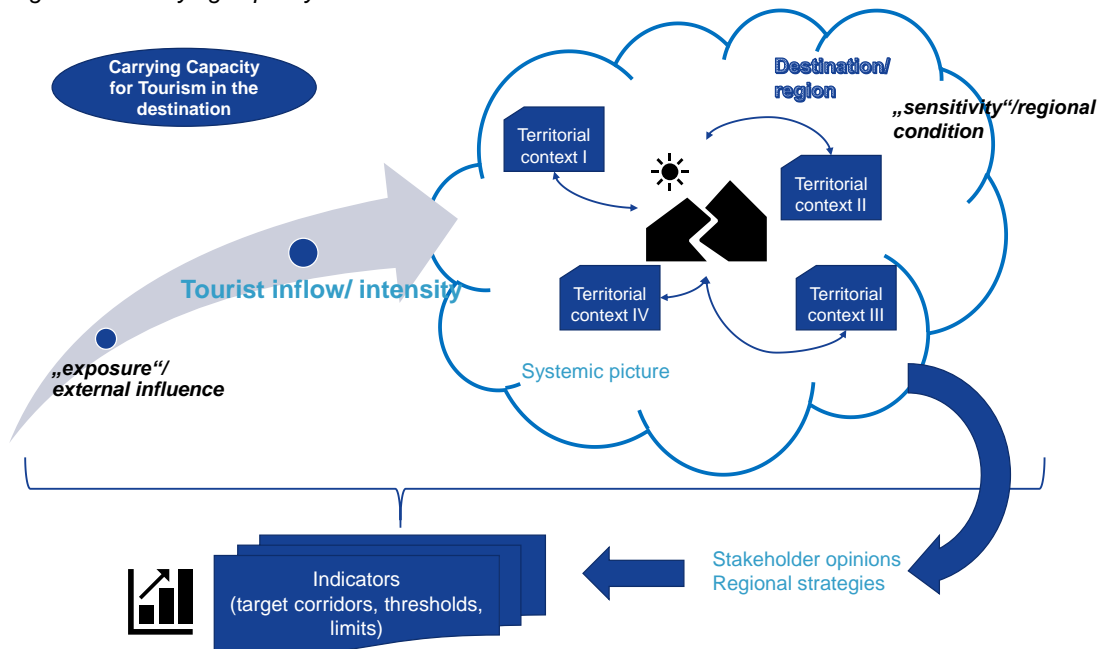 Carrying Capacity
for Tourism in the
destination
Destination/
region
„sensitivity“/regional
condition
Territorial
context I
Territorial
context II
Tourist inflow/ intensity
Territorial
context IV
Territorial
context III
„exposure“/
external influence
Systemic picture
Stakeholder opinions
Regional strategies
Indicators
(target corridors, thresholds,
limits)